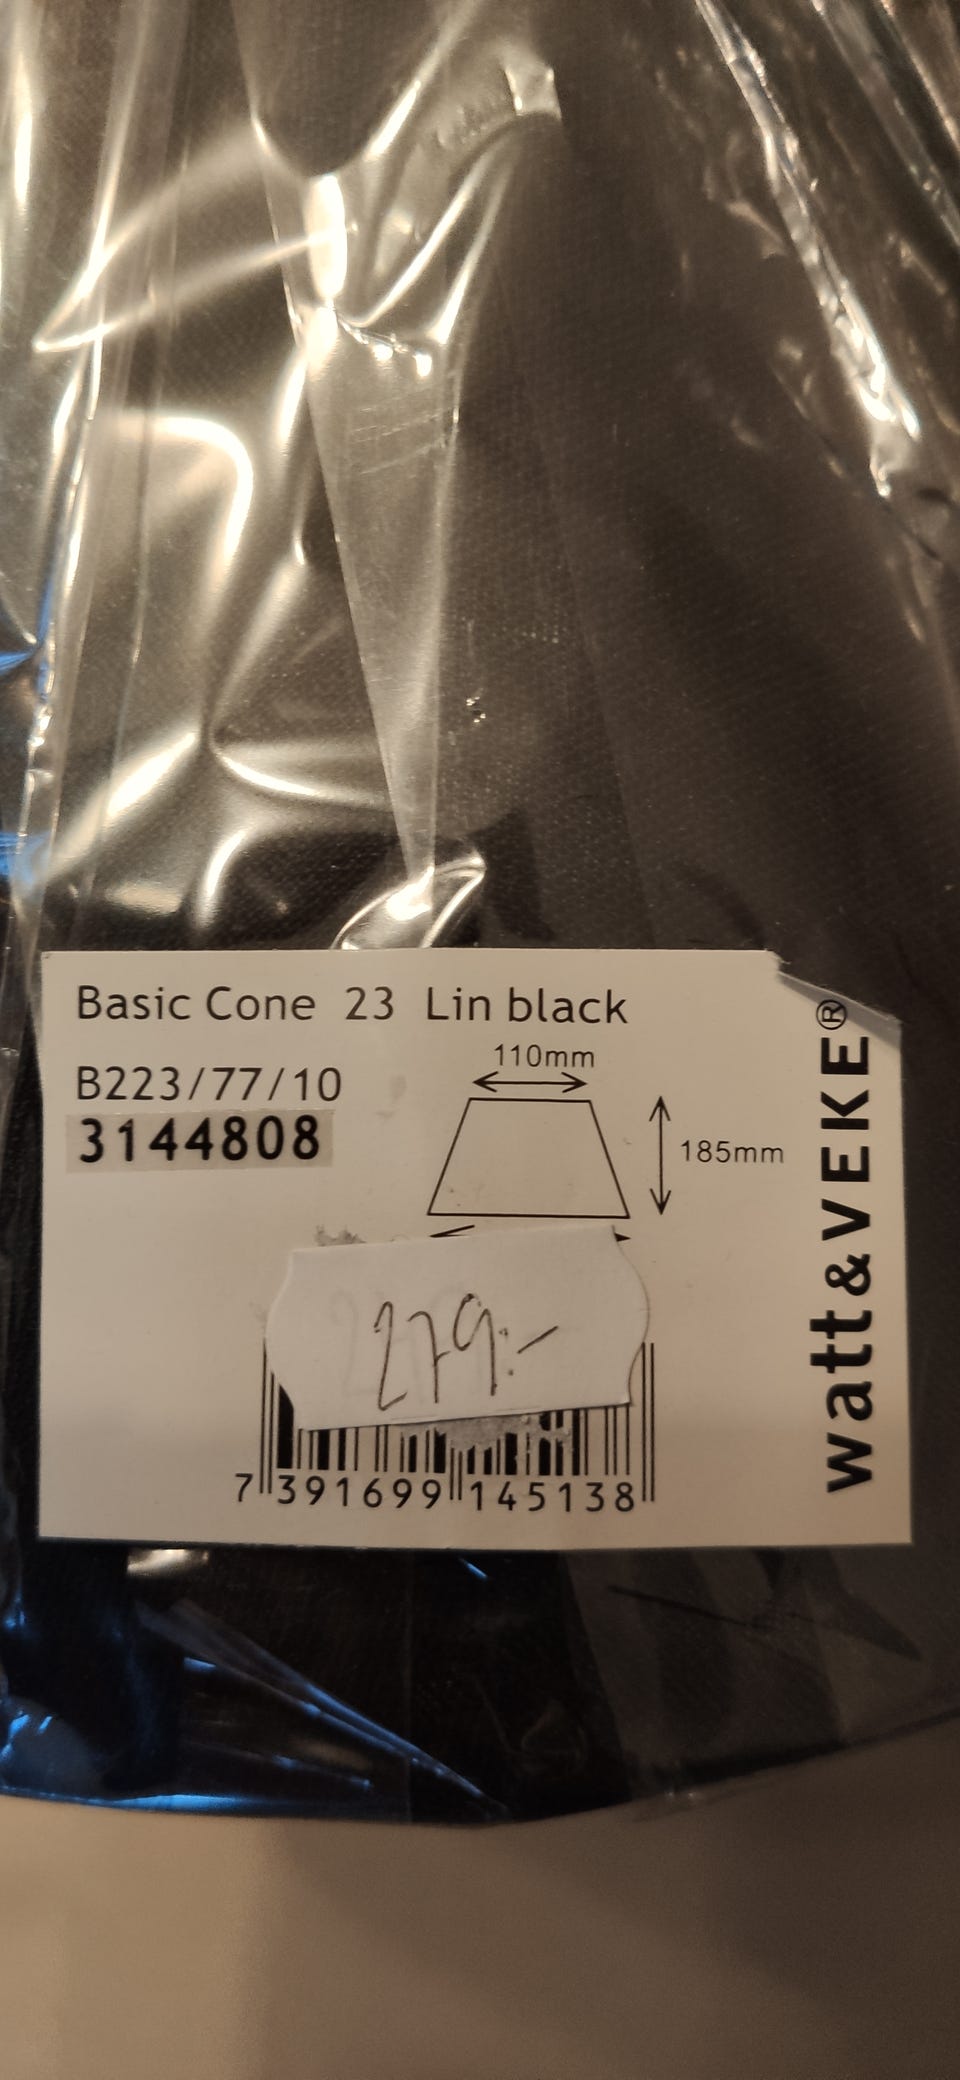 Basic Cone 23 Lin black
B223/77/10
3144808
110mm
185mm
watt&VEKE®
279:-
7 391699 145138